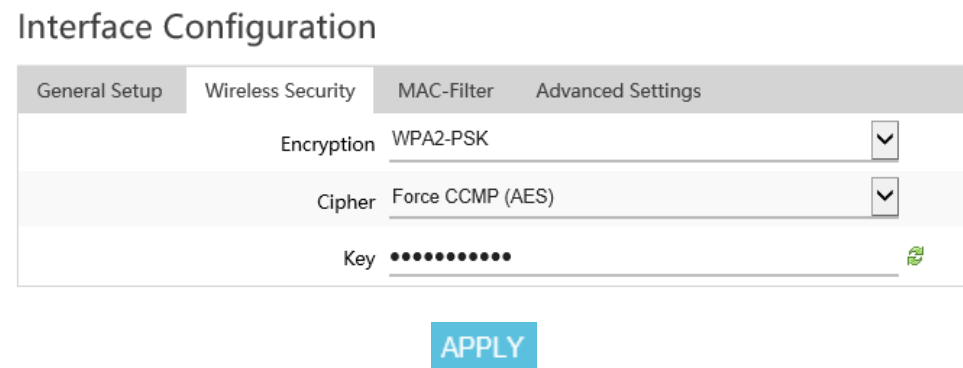 Interface Configuration
General Setup Wireless Security MAC-Filter Advanced Settings
Encryption WPA2-PSK
Cipher Force CCMP (AES)
Key •••••••••••
APPLY